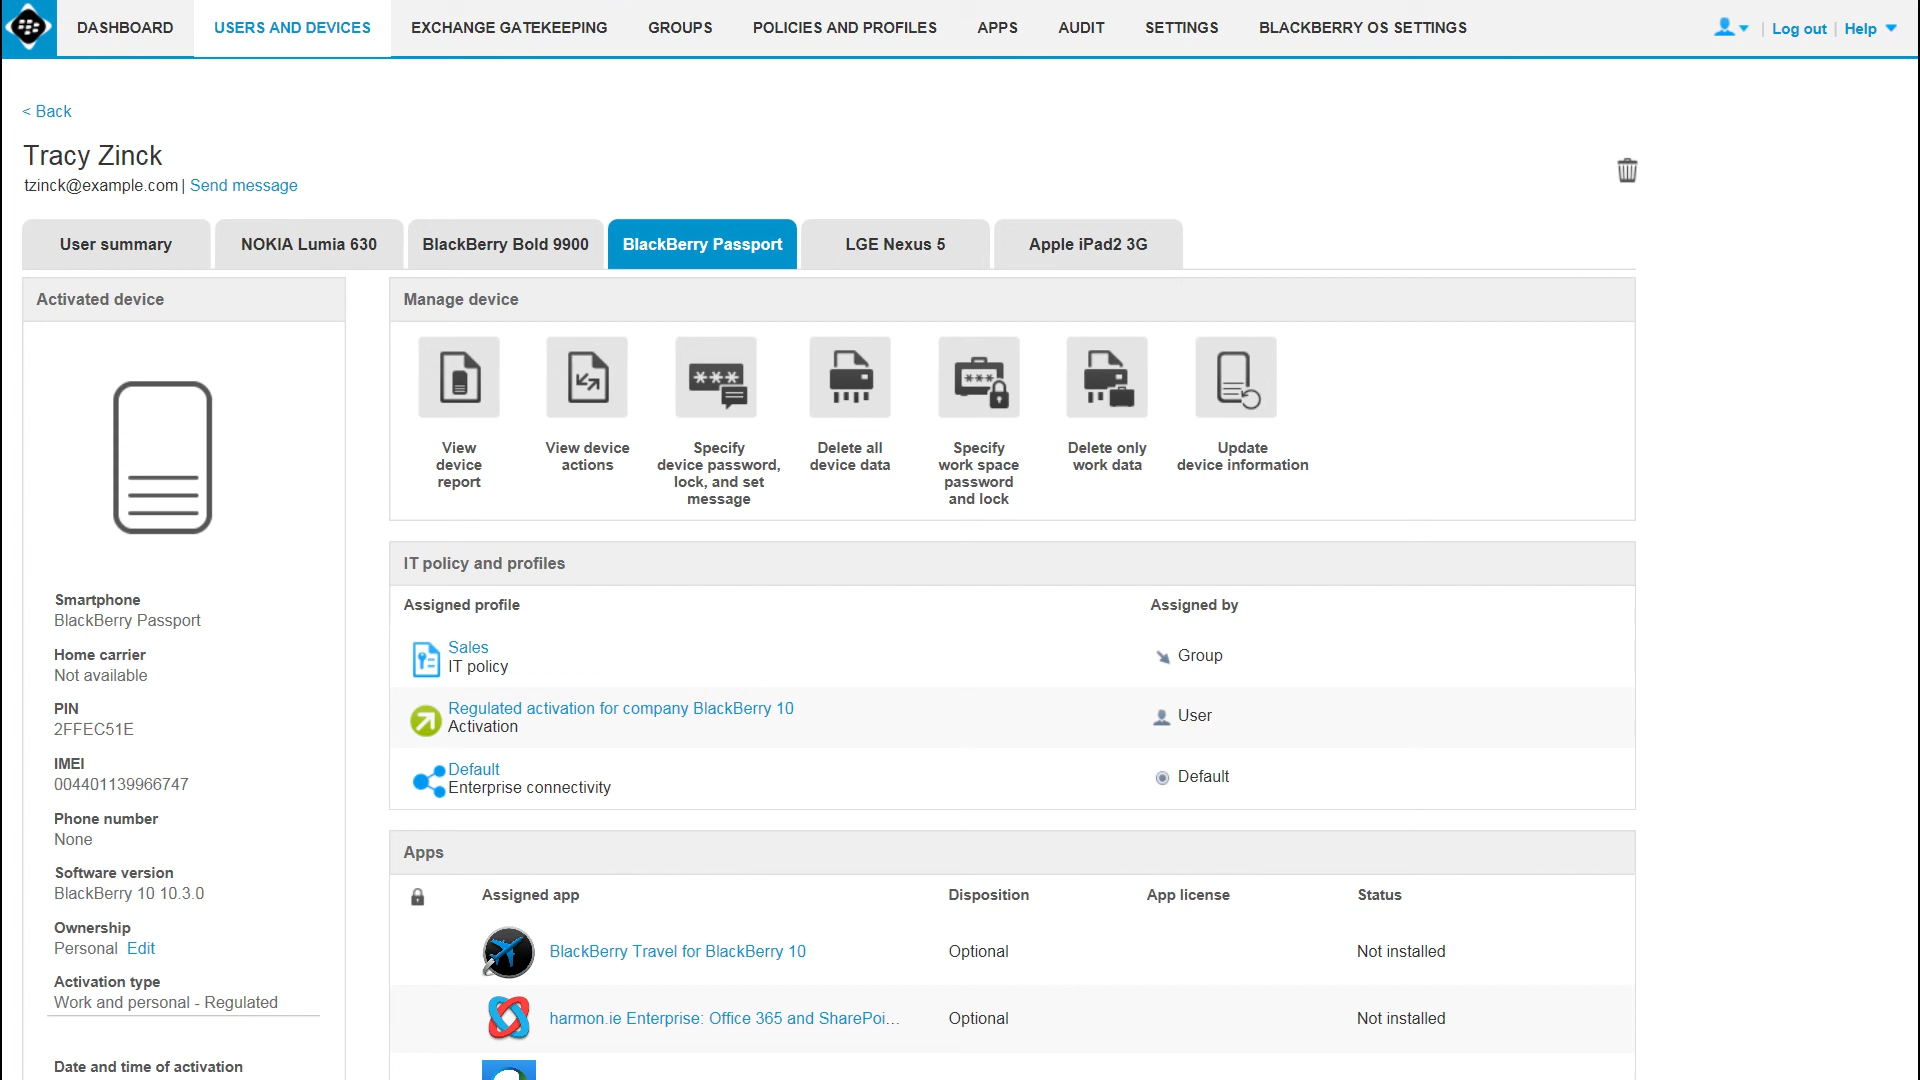 DASHBOARD USERS AND DEVICES EXCHANGE GATEKEEPING GROUPS POLICIES AND PROFILES APPS AUDIT SETTINGS BLACKBERRY OS SETTINGS | Log out | Help
< Back
Tracy Zinck
tzinck@example.com | Send message
User summary NOKIA Lumia 630 BlackBerry Bold 9900 BlackBerry Passport LGE Nexus 5 Apple iPad2 3G
Activated device
Smartphone
BlackBerry Passport
Home carrier
Not available
PIN
2FFEC51E
IMEI
004401139966747
Phone number
None
Software version
BlackBerry 10 10.3.0
Ownership
Personal Edit
Activation type
Work and personal - Regulated
Date and time of activation
Manage device
View
device
report
View device
actions
Specify
device password,
lock, and set
message
Delete all
device data
Specify
work space
password
and lock
Delete only
work data
Update
device information
IT policy and profiles
Assigned profile Assigned by
Sales
IT policy
Group
Regulated activation for company BlackBerry 10
Activation
User
Default
Enterprise connectivity
Default
Apps
Assigned app Disposition App license Status
BlackBerry Travel for BlackBerry 10 Optional Not installed
harmon.ie Enterprise: Office 365 and SharePoi... Optional Not installed